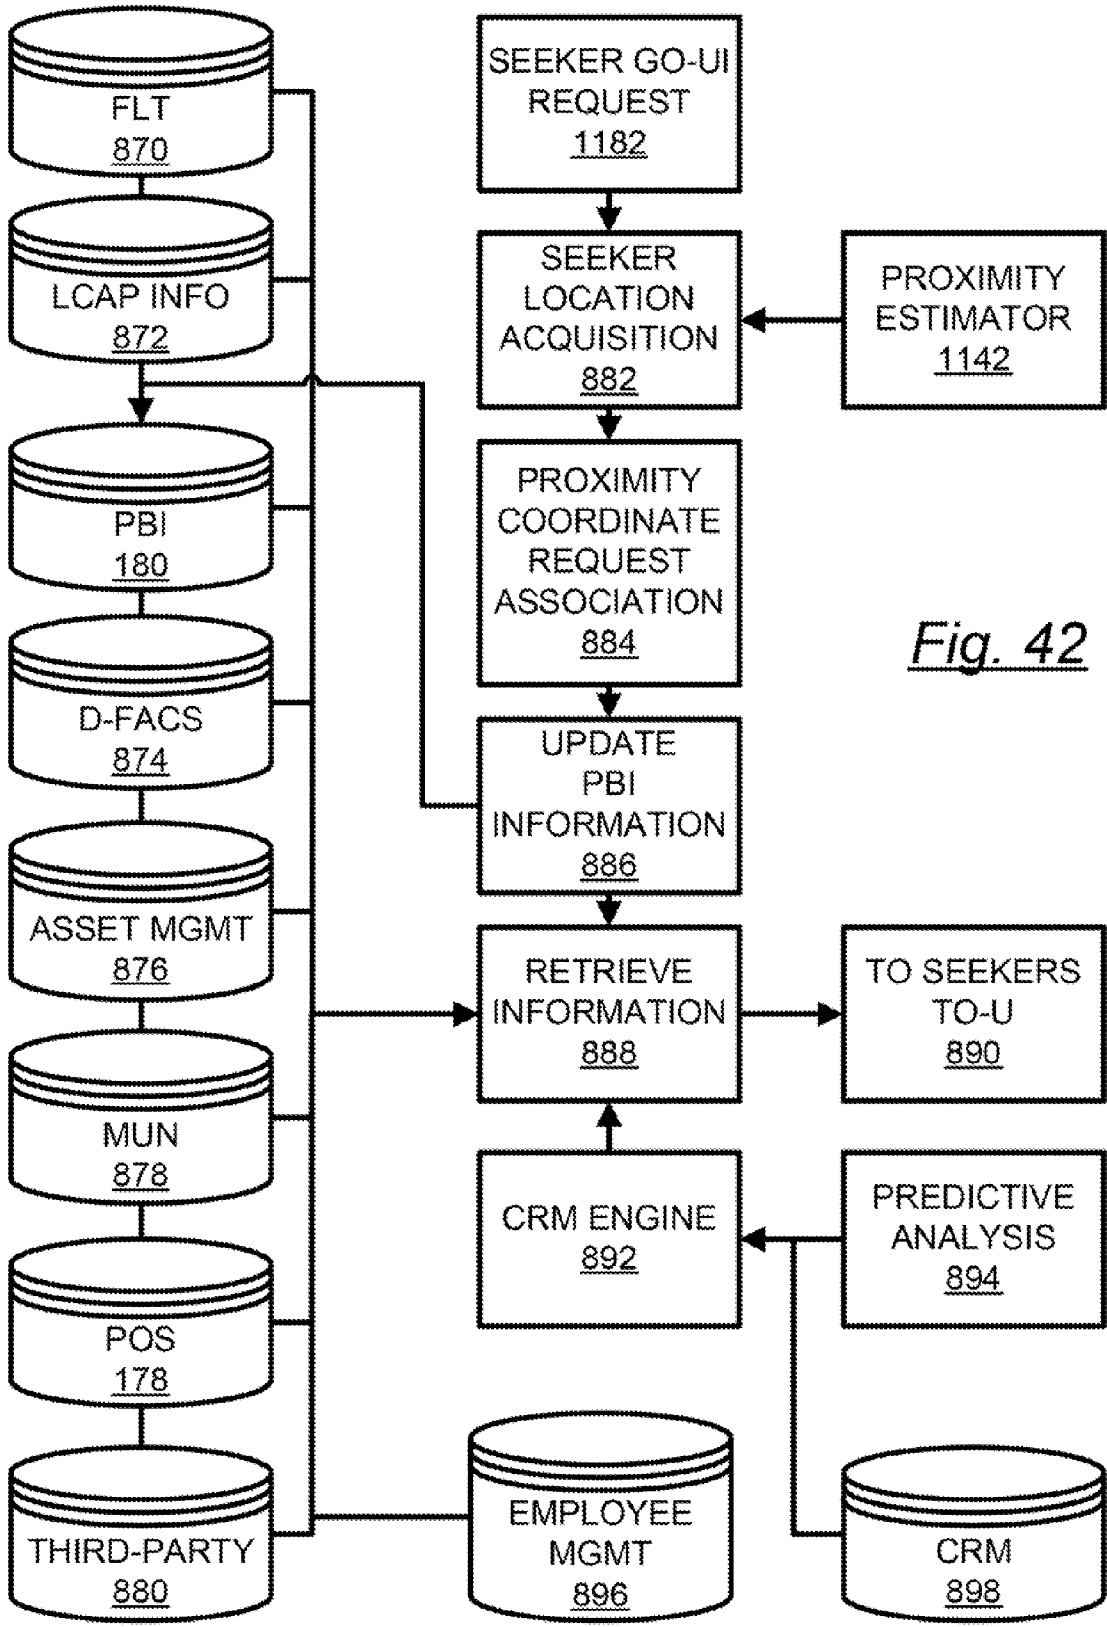 FLT
870
LCAP INFO
872
PBI
180
D-FACS
874
ASSET MGMT
876
MUN
878
POS
178
THIRD-PARTY
880
SEEKER GO-UI
REQUEST
1182
SEEKER
LOCATION
ACQUISITION
882
PROXIMITY
ESTIMATOR
1142
PROXIMITY
COORDINATE
REQUEST
ASSOCIATION
884
Fig. 42
UPDATE
PBI
INFORMATION
886
RETRIEVE
INFORMATION
888
TO SEEKERS
TO-U
890
CRM ENGINE
892
PREDICTIVE
ANALYSIS
894
EMPLOYEE
MGMT
896
CRM
898